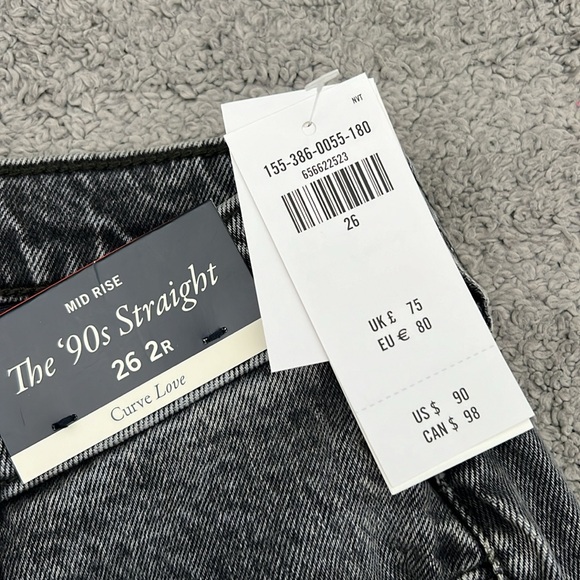 MID RISE
The ‘90s Straight
26 2R
Curve Love
NVT
155-386-0055-180
656622523
26
UK £ 75
EU € 80
US $ 90
CAN $ 98